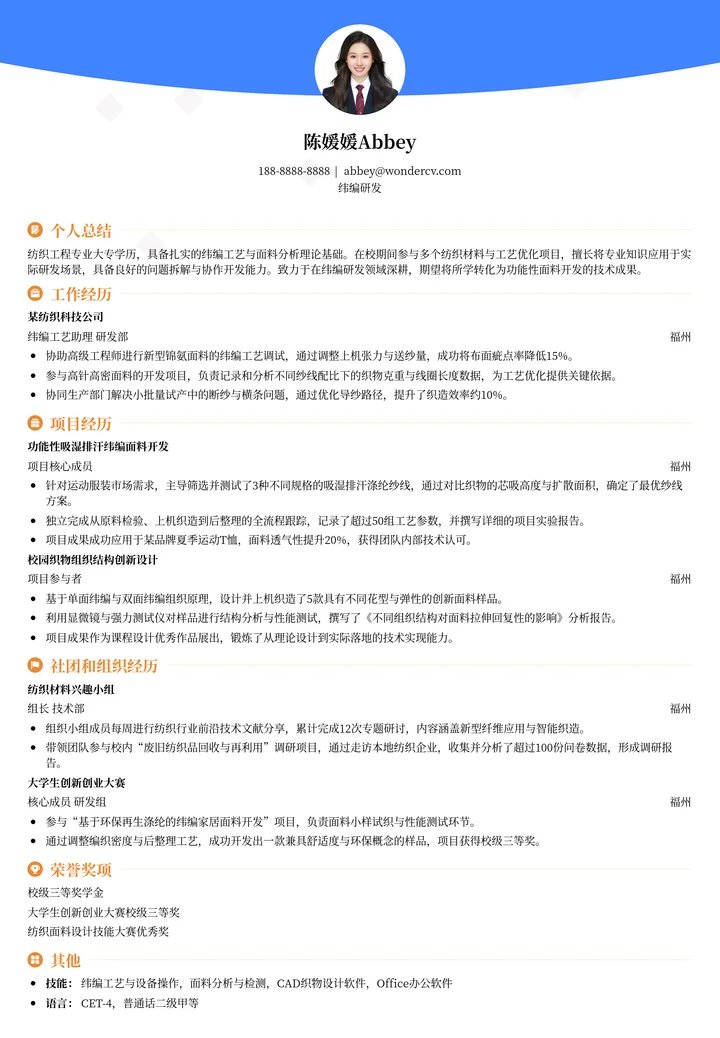 陈媛媛Abbey
188-8888-8888 | abbey@wondercv.com
纬编研发
个人总结
纺织工程专业大专学历，具备扎实的纬编工艺与面料分析理论基础。在校期间参与多个纺织材料与工艺优化项目，擅长将专业知识应用于实
际研发场景，具备良好的问题拆解与协作开发能力。致力于在纬编研发领域深耕，期望将所学转化为功能性面料开发的技术成果。
工作经历
某纺织科技公司
纬编工艺助理 研发部 福州
• 协助高级工程师进行新型锦氨面料的纬编工艺调试，通过调整上机张力与送纱量，成功将布面疵点率降低15%。
• 参与高针高密面料的开发项目，负责记录和分析不同纱线配比下的织物克重与线圈长度数据，为工艺优化提供关键依据。
• 协同生产部门解决小批量试产中的断纱与横条问题，通过优化导纱路径，提升了织造效率约10%。
项目经历
功能性吸湿排汗纬编面料开发
项目核心成员 福州
• 针对运动服装市场需求，主导筛选并测试了3种不同规格的吸湿排汗涤纶纱线，通过对比织物的芯吸高度与扩散面积，确定了最优纱线
方案。
• 独立完成从原料检验、上机织造到后整理的全流程跟踪，记录了超过50组工艺参数，并撰写详细的项目实验报告。
• 项目成果成功应用于某品牌夏季运动T恤，面料透气性提升20%，获得团队内部技术认可。
校园织物组织结构创新设计
项目参与者 福州
• 基于单面纬编与双面纬编组织原理，设计并上机织造了5款具有不同花型与弹性的创新面料样品。
• 利用显微镜与强力测试仪对样品进行结构分析与性能测试，撰写了《不同组织结构对面料拉伸回复性的影响》分析报告。
• 项目成果作为课程设计优秀作品展出，锻炼了从理论设计到实际落地的技术实现能力。
社团和组织经历
纺织材料兴趣小组
组长 技术部 福州
• 组织小组成员每周进行纺织行业前沿技术文献分享，累计完成12次专题研讨，内容涵盖新型纤维应用与智能织造。
• 带领团队参与校内“废旧纺织品回收与再利用”调研项目，通过走访本地纺织企业，收集并分析了超过100份问卷数据，形成调研报
告。
大学生创新创业大赛
核心成员 研发组 福州
• 参与“基于环保再生涤纶的纬编家居面料开发”项目，负责面料小样试织与性能测试环节。
• 通过调整编织密度与后整理工艺，成功开发出一款兼具舒适度与环保概念的样品，项目获得校级三等奖。
荣誉奖项
校级三等奖学金
大学生创新创业大赛校级三等奖
纺织面料设计技能大赛优秀奖
其他
• 技能： 纬编工艺与设备操作，面料分析与检测，CAD织物设计软件，Office办公软件
• 语言： CET-4，普通话二级甲等